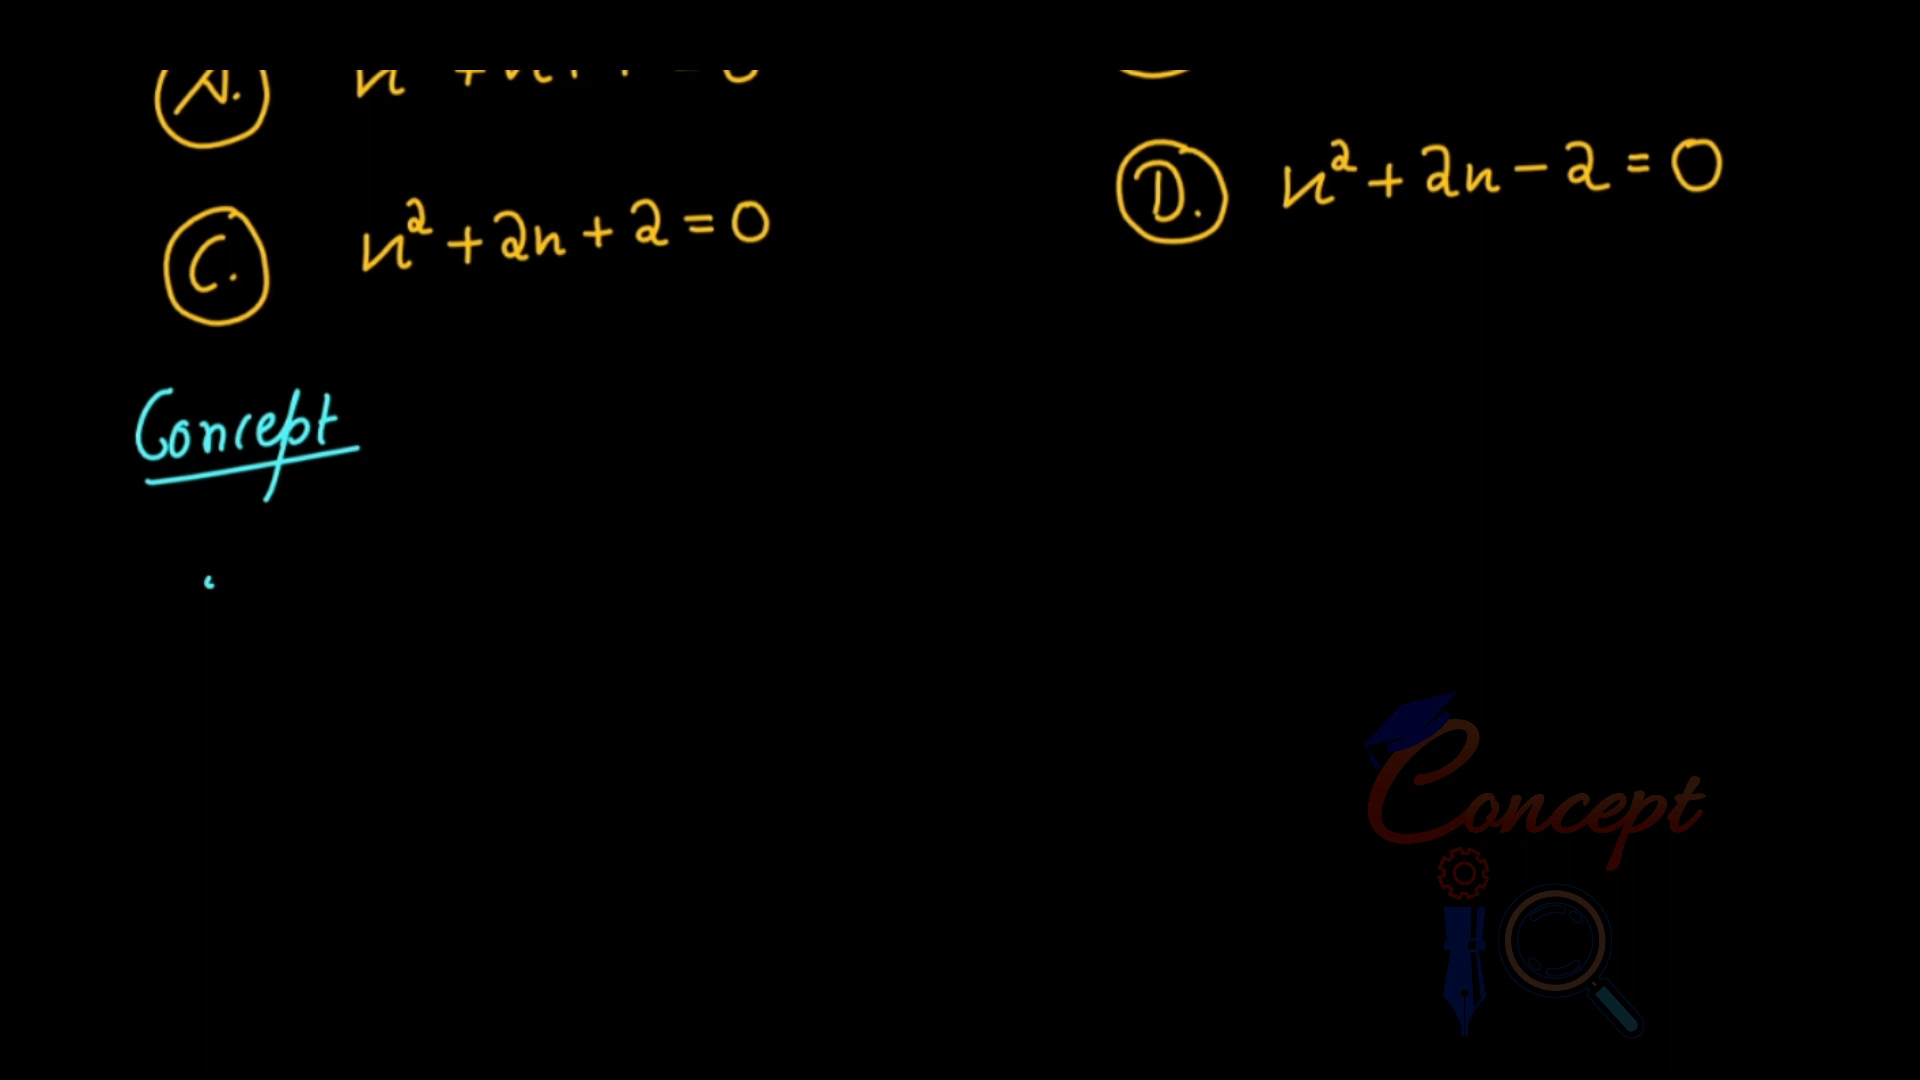 A.
C. x² + 2x + 2 = 0
D. x² + 2x - 2 = 0
Concept
Concept